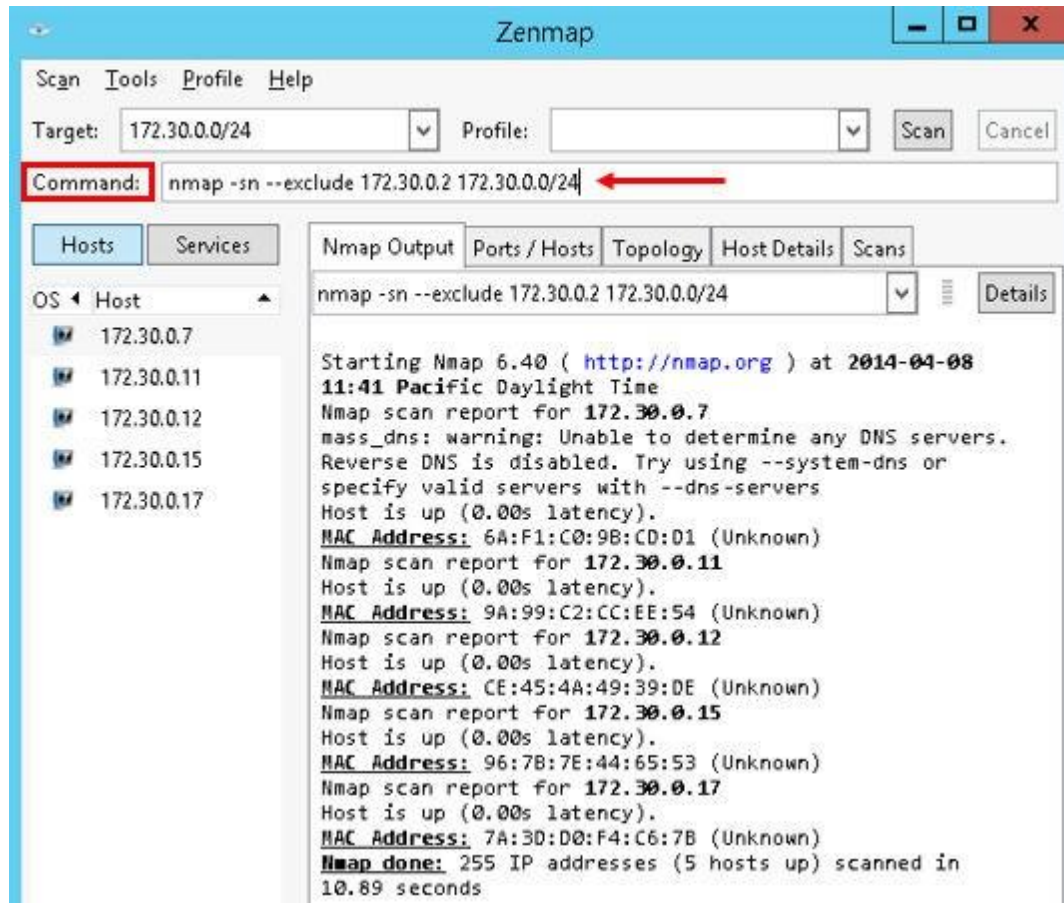 Zenmap
Scan Tools Profile Help
Target: 172.30.0.0/24 Profile: Scan Cancel
Command: nmap -sn --exclude 172.30.0.2 172.30.0.0/24
Hosts Services
Nmap Output Ports / Hosts Topology Host Details Scans
OS Host
nmap -sn --exclude 172.30.0.2 172.30.0.0/24 Details
172.30.0.7
172.30.0.11
172.30.0.12
172.30.0.15
172.30.0.17
Starting Nmap 6.40 ( http://nmap.org ) at 2014-04-08
11:41 Pacific Daylight Time
Nmap scan report for 172.30.0.7
mass_dns: warning: Unable to determine any DNS servers.
Reverse DNS is disabled. Try using --system-dns or
specify valid servers with --dns-servers
Host is up (0.00s latency).
MAC Address: 6A:F1:C0:9B:CD:D1 (Unknown)
Nmap scan report for 172.30.0.11
Host is up (0.00s latency).
MAC Address: 9A:99:C2:CC:EE:54 (Unknown)
Nmap scan report for 172.30.0.12
Host is up (0.00s latency).
MAC Address: CE:45:4A:49:39:DE (Unknown)
Nmap scan report for 172.30.0.15
Host is up (0.00s latency).
MAC Address: 96:7B:7E:44:65:53 (Unknown)
Nmap scan report for 172.30.0.17
Host is up (0.00s latency).
MAC Address: 7A:3D:D0:F4:C6:7B (Unknown)
Nmap done: 255 IP addresses (5 hosts up) scanned in
10.89 seconds